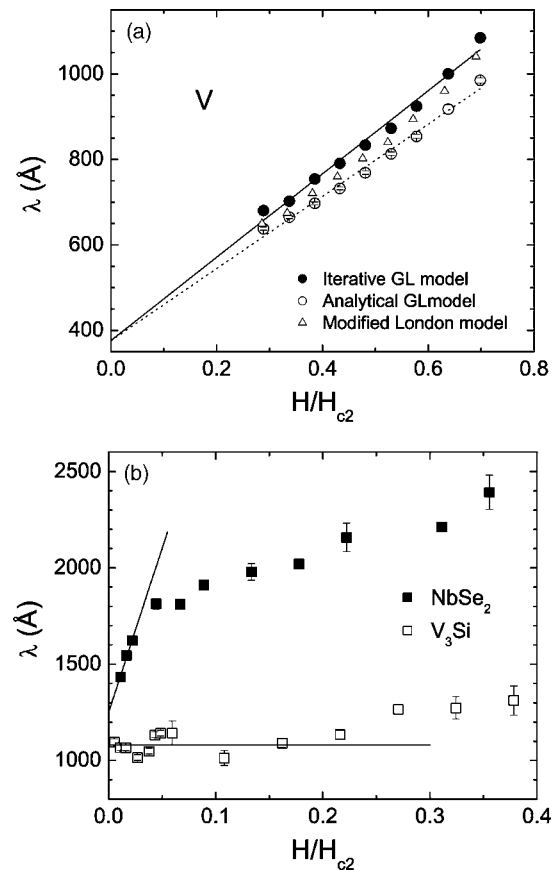 (a)
V
1000
800
600
400
λ (Å)
0.0 0.2 0.4 0.6 0.8
H/H_c2
Iterative GL model
Analytical GLmodel
Modified London model
(b)
2500
2000
1500
1000
λ (Å)
0.0 0.1 0.2 0.3 0.4
H/H_c2
NbSe₂
V₃Si